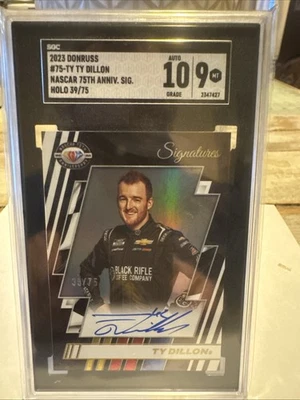 SGC
2023 DONRUSS
#75-TY TY DILLON
NASCAR 75TH ANNIV. SIG.
HOLO 39/75
AUTO
10
GRADE
9 MT
2347427
Signatures
39/75
BLACK RIFLE
COFFEE COMPANY
TY DILLON